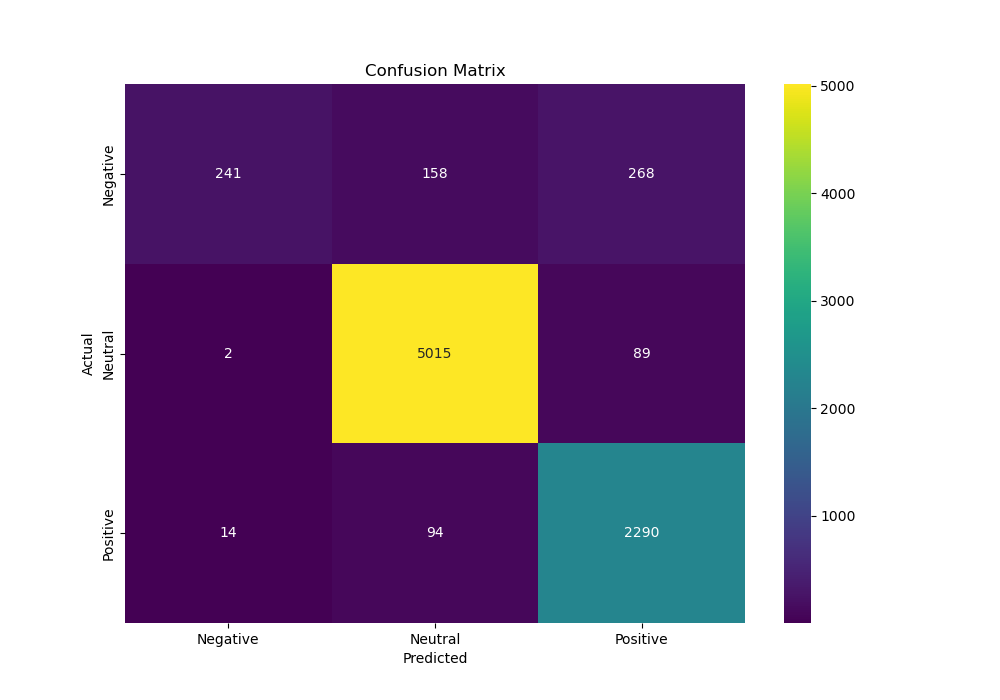 Confusion Matrix
Actual
Negative
Neutral
Positive
241 158 268
2 5015 89
14 94 2290
Negative Neutral Positive
Predicted
5000
4000
3000
2000
1000